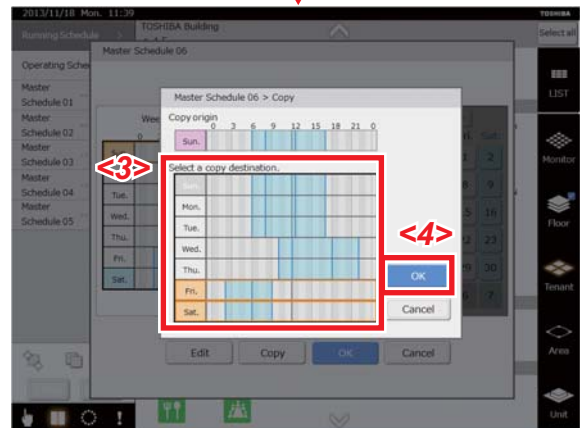 2013/11/18 Mon. 11:39
TOSHIBA Building
TOSHIBA
Running Schedule >
Select all
Master Schedule 06
Operating Sche
LIST
Master
Schedule 01
Master
Schedule 02
Master
Schedule 03
Master
Schedule 04
Master
Schedule 05
Master Schedule 06 > Copy
Copy origin
0 3 6 9 12 15 18 21 0
Sun.
Select a copy destination.
Sun.
Mon.
Tue.
Wed.
Thu.
Fri.
Sat.
<3>
<4>
OK
Cancel
Tue.
Wed.
Thu.
Fri.
Sat.
Sat.
2
9
16
23
30
7
Edit
Copy
OK
Cancel
Monitor
Floor
Tenant
Area
Unit